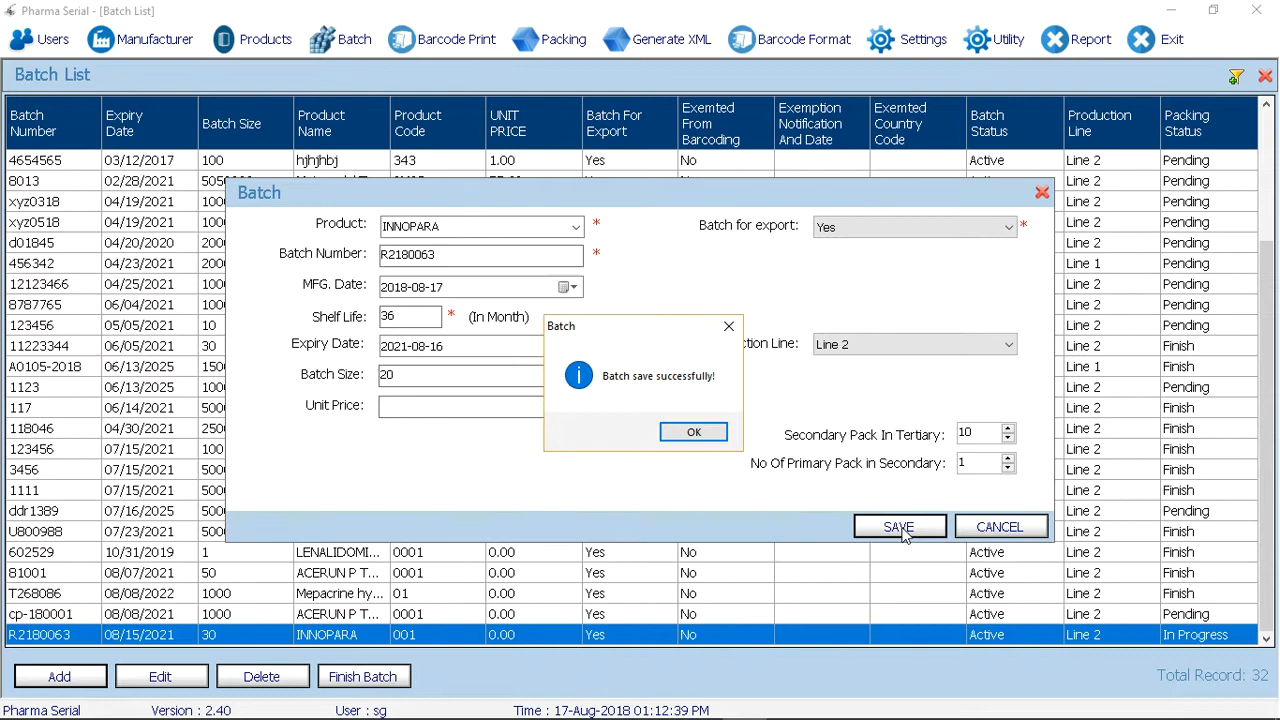 Pharma Serial - [Batch List]
Users Manufacturer Products Batch Barcode Print Packing Generate XML Barcode Format Settings Utility Report Exit
Batch List
Batch Number Expiry Date Batch Size Product Name Product Code UNIT PRICE Batch For Export Exemted From Barcoding Exemption Notification And Date Exemted Country Code Batch Status Production Line Packing Status
4654565 03/12/2017 100 hjhjhbj 343 1.00 Yes No Active Line 2 Pending
8013 02/28/2021 Line 2 Pending
xyz0318 04/19/2021 Line 2 Pending
xyz0518 04/19/2021 Line 2 Pending
d01845 04/20/2020 Line 2 Pending
456342 04/23/2025 Line 1 Pending
12123466 04/25/2021 Line 2 Pending
8787765 06/04/2021 Line 2 Pending
123456 05/05/2021 10 Line 2 Pending
11223344 06/05/2021 30 Line 2 Finish
A0105-2018 06/13/2021 Line 2 Finish
1123 06/13/2021 Line 2 Pending
117 06/14/2021 Line 2 Finish
118046 04/30/2021 Line 2 Finish
123456 07/15/2021 Line 2 Finish
3456 07/15/2021 Line 2 Finish
1111 07/15/2021 Line 2 Finish
ddr1389 07/16/2025 Line 2 Finish
U800988 07/23/2021 Line 2 Finish
602529 10/31/2019 1 LENALIDOMI... 0001 0.00 Yes No Active Line 2 Finish
81001 08/07/2021 50 ACERUN P T... 0001 0.00 Yes No Active Line 2 Finish
T268086 08/08/2022 1000 Mepacrine hy... 01 0.00 Yes No Active Line 2 Finish
cp-180001 08/08/2021 1000 ACERUN P T... 0001 0.00 Yes No Active Line 2 Pending
R2180063 08/15/2021 30 INNOPARA 001 0.00 Yes No Active Line 2 In Progress
Batch
Product: INNOPARA * Batch for export: Yes *
Batch Number: R2180063 *
MFG. Date: 2018-08-17
Shelf Life: 36 * (In Month)
Expiry Date: 2021-08-16 Line: Line 2
Batch Size: 20
Unit Price:
Secondary Pack In Tertiary: 10
No Of Primary Pack in Secondary: 1
SAVE CANCEL
Batch
Batch save successfully!
OK
Add Edit Delete Finish Batch Total Record: 32
Pharma Serial Version : 2.40 User : sg Time : 17-Aug-2018 01:12:39 PM